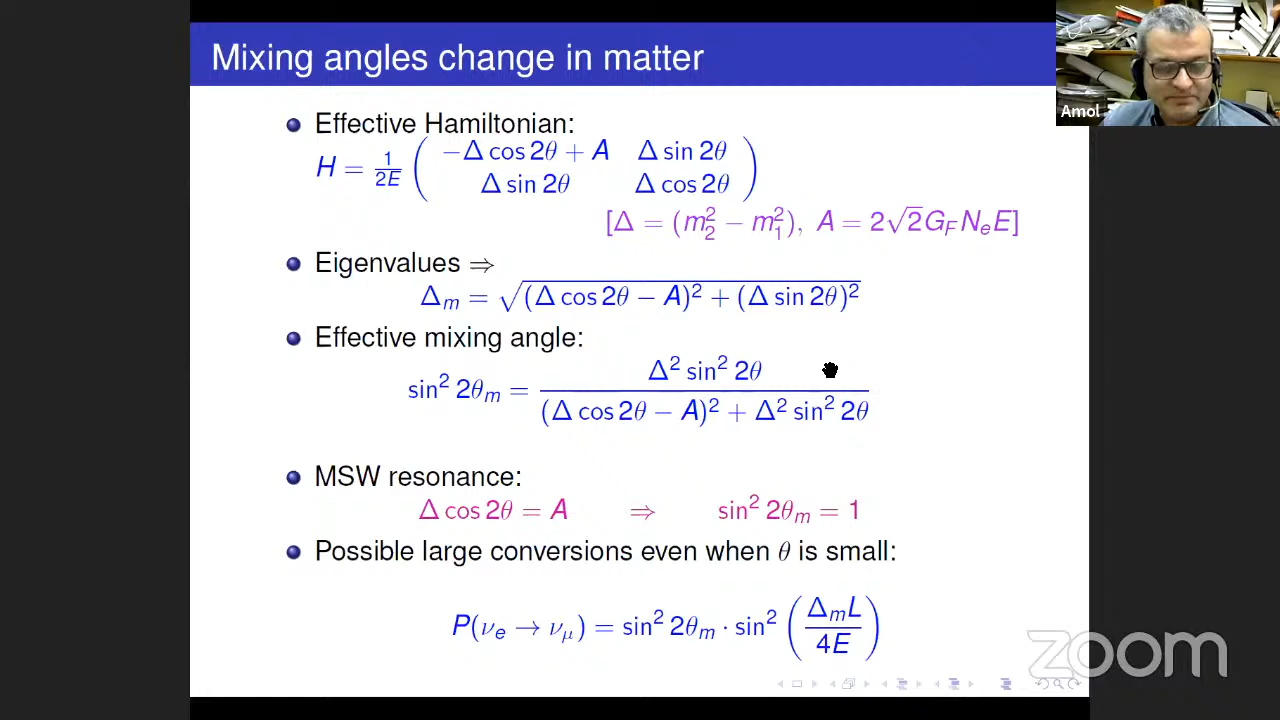 Mixing angles change in matter
Amol
Effective Hamiltonian:
H = 1/2E ( −Δ cos 2θ + A   Δ sin 2θ
Δ sin 2θ   Δ cos 2θ )
[Δ = (m₂² − m₁²), A = 2√2G_F N_e E]
Eigenvalues ⇒
Δ_m = √((Δ cos 2θ − A)² + (Δ sin 2θ)²)
Effective mixing angle:
sin² 2θ_m = Δ² sin² 2θ / ((Δ cos 2θ − A)² + Δ² sin² 2θ)
MSW resonance:
Δ cos 2θ = A ⇒ sin² 2θ_m = 1
Possible large conversions even when θ is small:
P(ν_e → ν_μ) = sin² 2θ_m · sin² (Δ_m L / 4E)
zoom